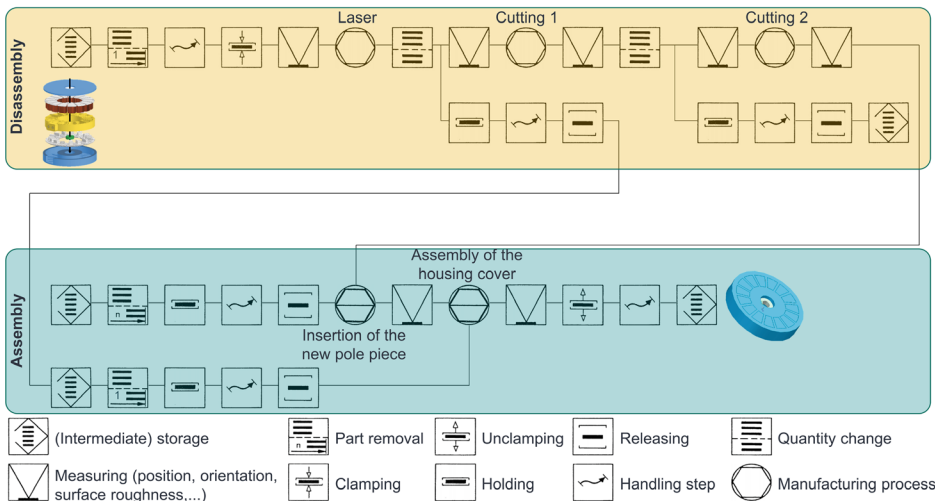 Laser
Cutting 1
Cutting 2
Disassembly
1
Assembly of the
housing cover
Assembly
n
Insertion of the
new pole piece
1
(Intermediate) storage
n
Part removal
Unclamping
Releasing
Quantity change
Measuring (position, orientation,
surface roughness,...)
Clamping
Holding
Handling step
Manufacturing process